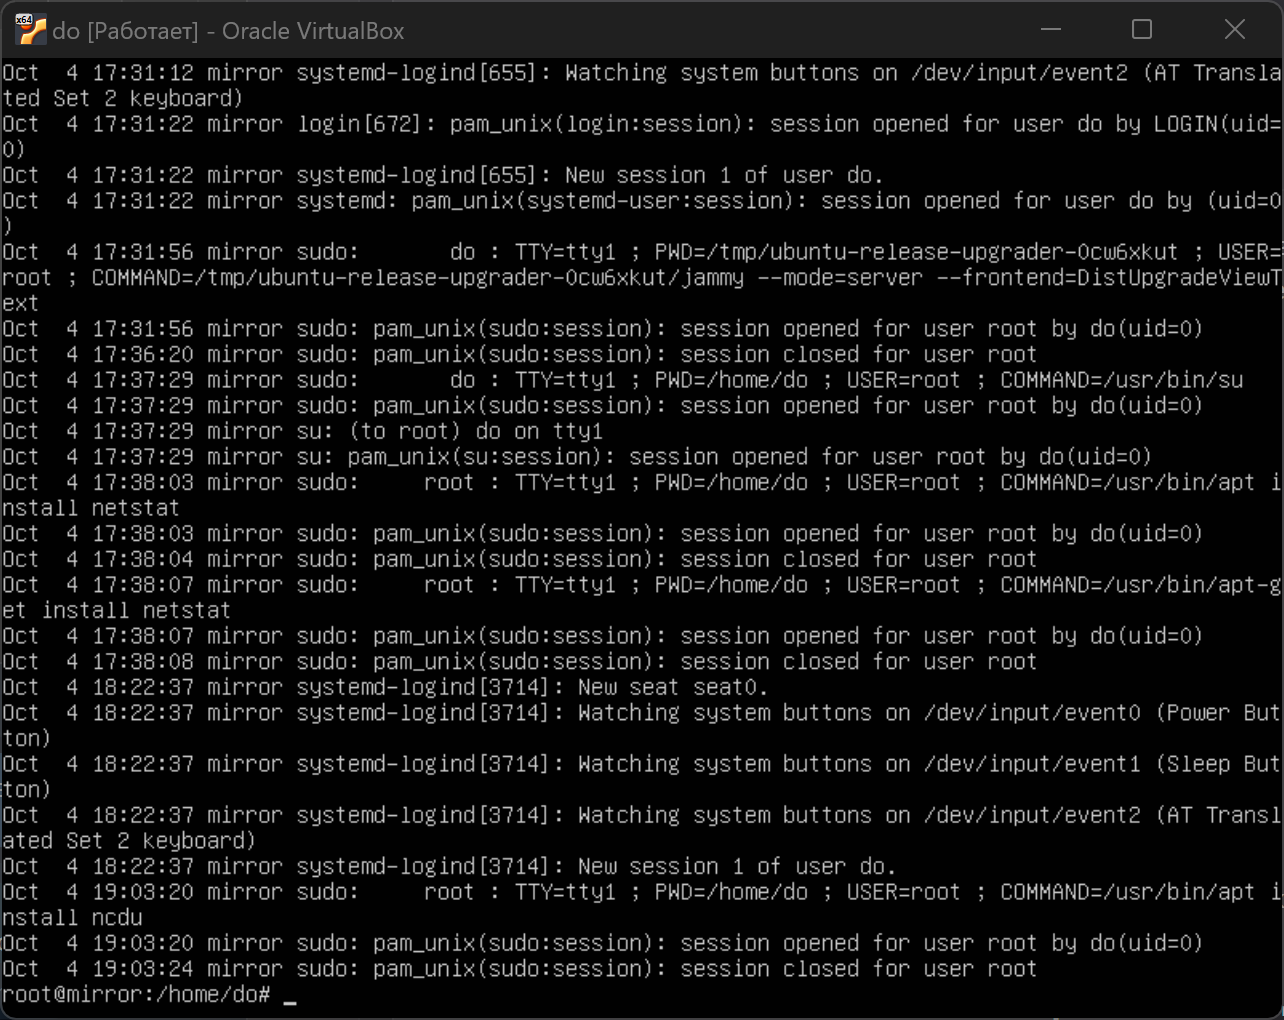 do [Работает] - Oracle VirtualBox
Oct  4 17:31:12 mirror systemd-logind[655]: Watching system buttons on /dev/input/event2 (AT Transla
ted Set 2 keyboard)
Oct  4 17:31:22 mirror login[672]: pam_unix(login:session): session opened for user do by LOGIN(uid=
0)
Oct  4 17:31:22 mirror systemd-logind[655]: New session 1 of user do.
Oct  4 17:31:22 mirror systemd: pam_unix(systemd-user:session): session opened for user do by (uid=0
)
Oct  4 17:31:56 mirror sudo:       do : TTY=tty1 ; PWD=/tmp/ubuntu-release-upgrader-0cw6xkut ; USER=
root ; COMMAND=/tmp/ubuntu-release-upgrader-0cw6xkut/jammy --mode=server --frontend=DistUpgradeViewT
ext
Oct  4 17:31:56 mirror sudo: pam_unix(sudo:session): session opened for user root by do(uid=0)
Oct  4 17:36:20 mirror sudo: pam_unix(sudo:session): session closed for user root
Oct  4 17:37:29 mirror sudo:       do : TTY=tty1 ; PWD=/home/do ; USER=root ; COMMAND=/usr/bin/su
Oct  4 17:37:29 mirror sudo: pam_unix(sudo:session): session opened for user root by do(uid=0)
Oct  4 17:37:29 mirror su: (to root) do on tty1
Oct  4 17:37:29 mirror su: pam_unix(su:session): session opened for user root by do(uid=0)
Oct  4 17:38:03 mirror sudo:     root : TTY=tty1 ; PWD=/home/do ; USER=root ; COMMAND=/usr/bin/apt i
nstall netstat
Oct  4 17:38:03 mirror sudo: pam_unix(sudo:session): session opened for user root by do(uid=0)
Oct  4 17:38:04 mirror sudo: pam_unix(sudo:session): session closed for user root
Oct  4 17:38:07 mirror sudo:     root : TTY=tty1 ; PWD=/home/do ; USER=root ; COMMAND=/usr/bin/apt-g
et install netstat
Oct  4 17:38:07 mirror sudo: pam_unix(sudo:session): session opened for user root by do(uid=0)
Oct  4 17:38:08 mirror sudo: pam_unix(sudo:session): session closed for user root
Oct  4 18:22:37 mirror systemd-logind[3714]: New seat seat0.
Oct  4 18:22:37 mirror systemd-logind[3714]: Watching system buttons on /dev/input/event0 (Power But
ton)
Oct  4 18:22:37 mirror systemd-logind[3714]: Watching system buttons on /dev/input/event1 (Sleep But
ton)
Oct  4 18:22:37 mirror systemd-logind[3714]: Watching system buttons on /dev/input/event2 (AT Transl
ated Set 2 keyboard)
Oct  4 18:22:37 mirror systemd-logind[3714]: New session 1 of user do.
Oct  4 19:03:20 mirror sudo:     root : TTY=tty1 ; PWD=/home/do ; USER=root ; COMMAND=/usr/bin/apt i
nstall ncdu
Oct  4 19:03:20 mirror sudo: pam_unix(sudo:session): session opened for user root by do(uid=0)
Oct  4 19:03:24 mirror sudo: pam_unix(sudo:session): session closed for user root
root@mirror:/home/do# _